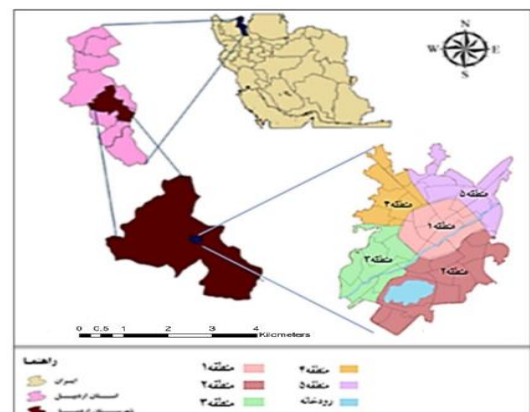 N
W E
S
منطقه۵
منطقه۴
منطقه۱
منطقه۳
منطقه۲
0 0.5 1 2 3 4
Kilometers
راهنما
ایران
استان اردبیل
منطقه۱
منطقه۲
منطقه۳
منطقه۴
منطقه۵
رودخانه